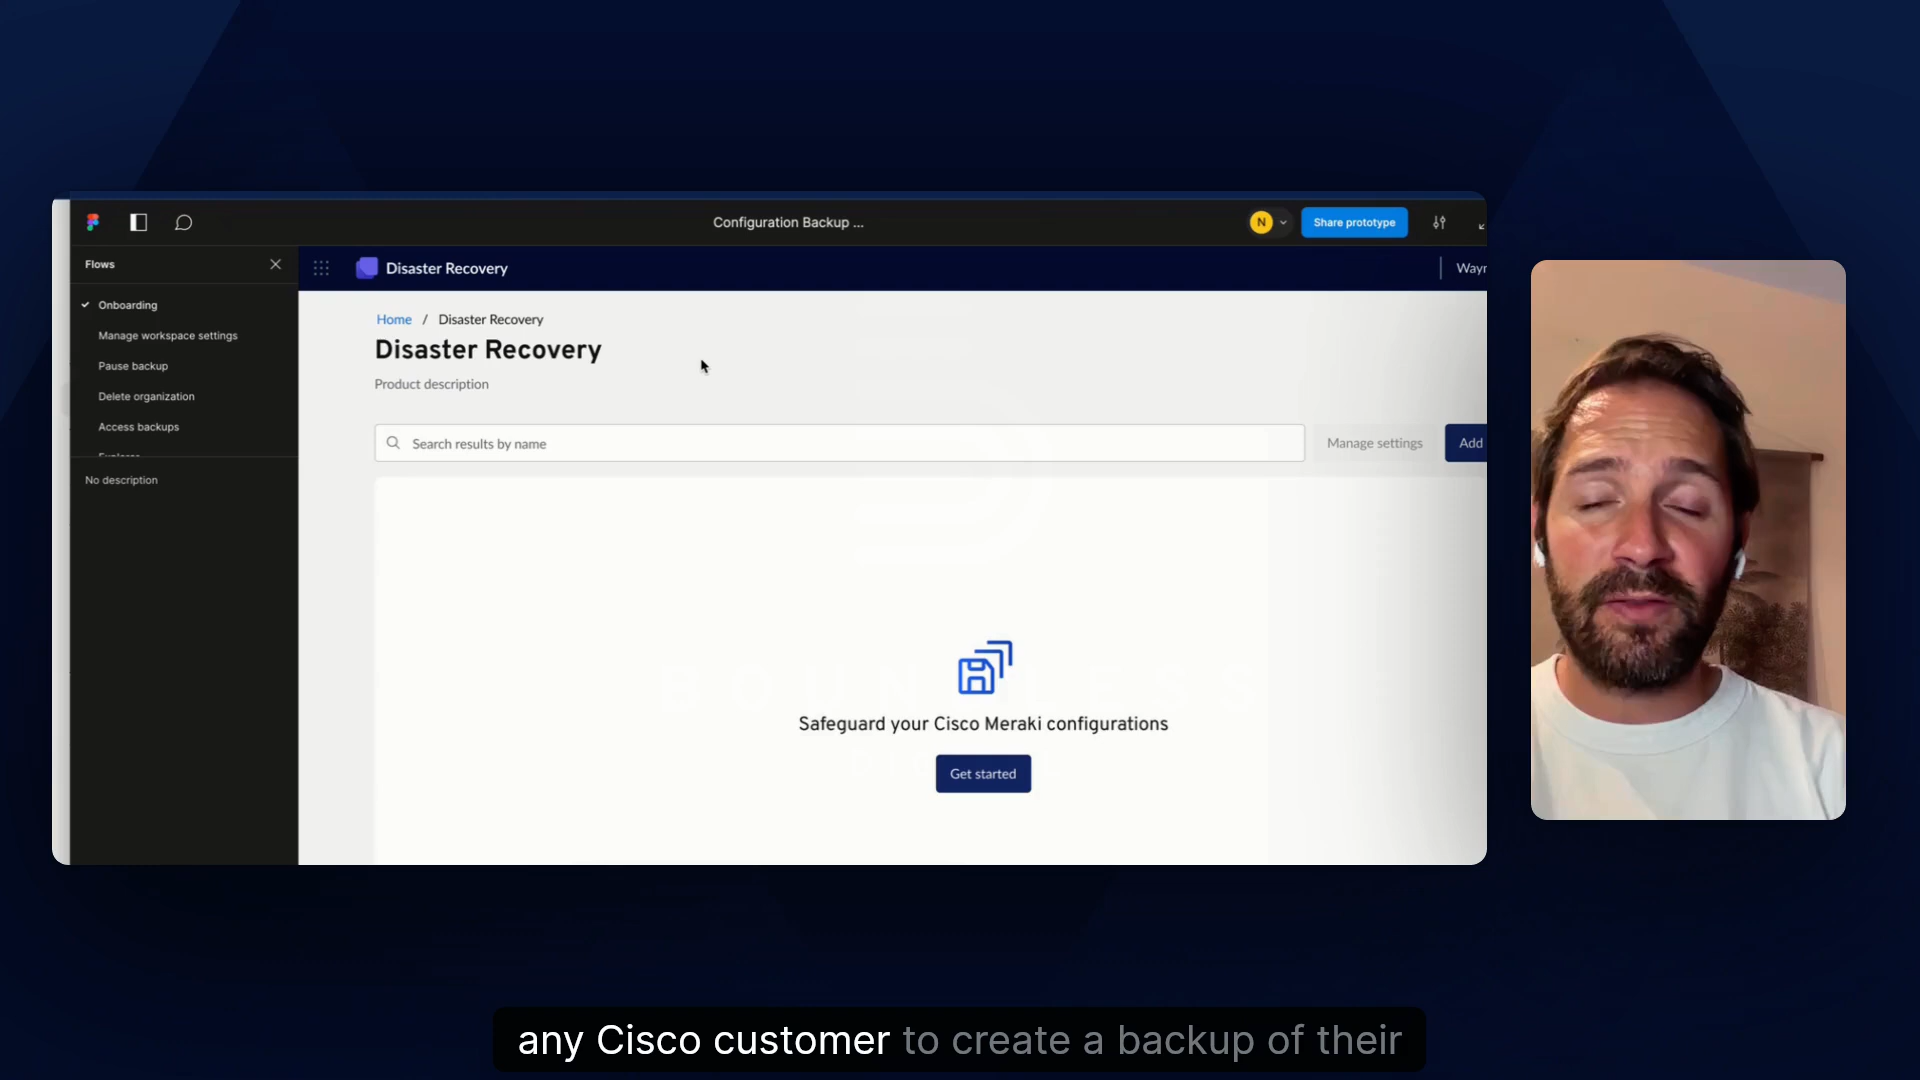 Configuration Backup ...
N
Share prototype
Flows
Disaster Recovery
Onboarding
Manage workspace settings
Pause backup
Delete organization
Access backups
No description
Home / Disaster Recovery
Disaster Recovery
Product description
Search results by name
Manage settings
Add
Safeguard your Cisco Meraki configurations
Get started
any Cisco customer to create a backup of their